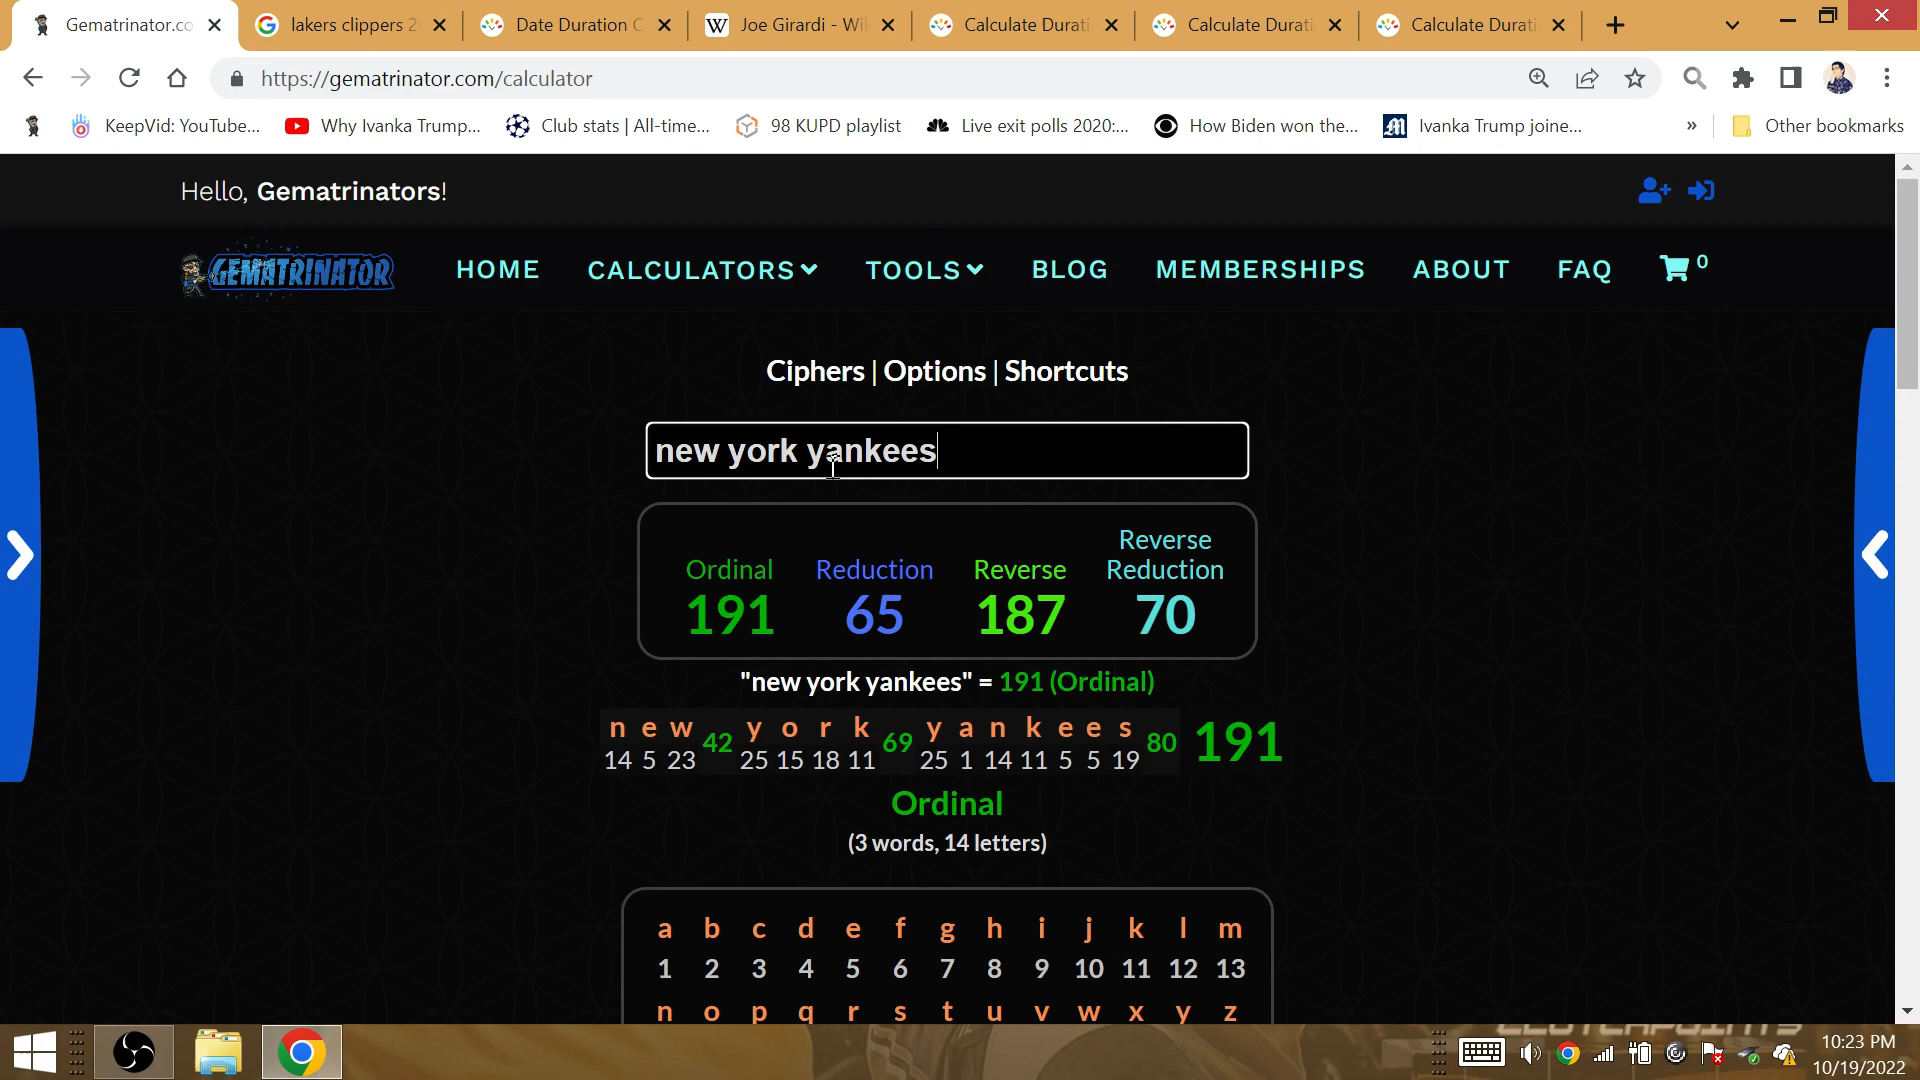 Gematrinator.co
lakers clippers 2
Date Duration C
Joe Girardi - Wi
Calculate Durati
Calculate Durati
Calculate Durati
https://gematrinator.com/calculator
KeepVid: YouTube...
Why Ivanka Trump...
Club stats | All-time...
98 KUPD playlist
Live exit polls 2020:...
How Biden won the...
Ivanka Trump joine...
»
Other bookmarks
Hello, Gematrinators!
GEMATRINATOR
HOME
CALCULATORS
TOOLS
BLOG
MEMBERSHIPS
ABOUT
FAQ
0
Ciphers | Options | Shortcuts
new york yankees
Ordinal
191
Reduction
65
Reverse
187
Reverse
Reduction
70
"new york yankees" = 191 (Ordinal)
n e w 42 y o r k 69 y a n k e e s 80 191
14 5 23 25 15 18 11 25 1 14 11 5 5 19
Ordinal
(3 words, 14 letters)
a b c d e f g h i j k l m
1 2 3 4 5 6 7 8 9 10 11 12 13
n o p q r s t u v w x y z
10:23 PM
10/19/2022